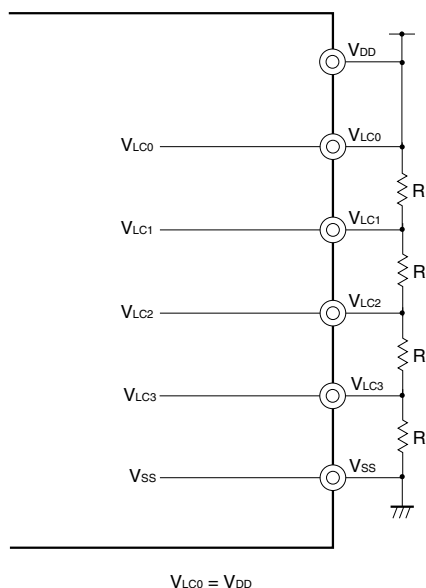 VDD
VLC0 VLC0
R
VLC1 VLC1
R
VLC2 VLC2
R
VLC3 VLC3
R
VSS VSS
VLC0 = VDD